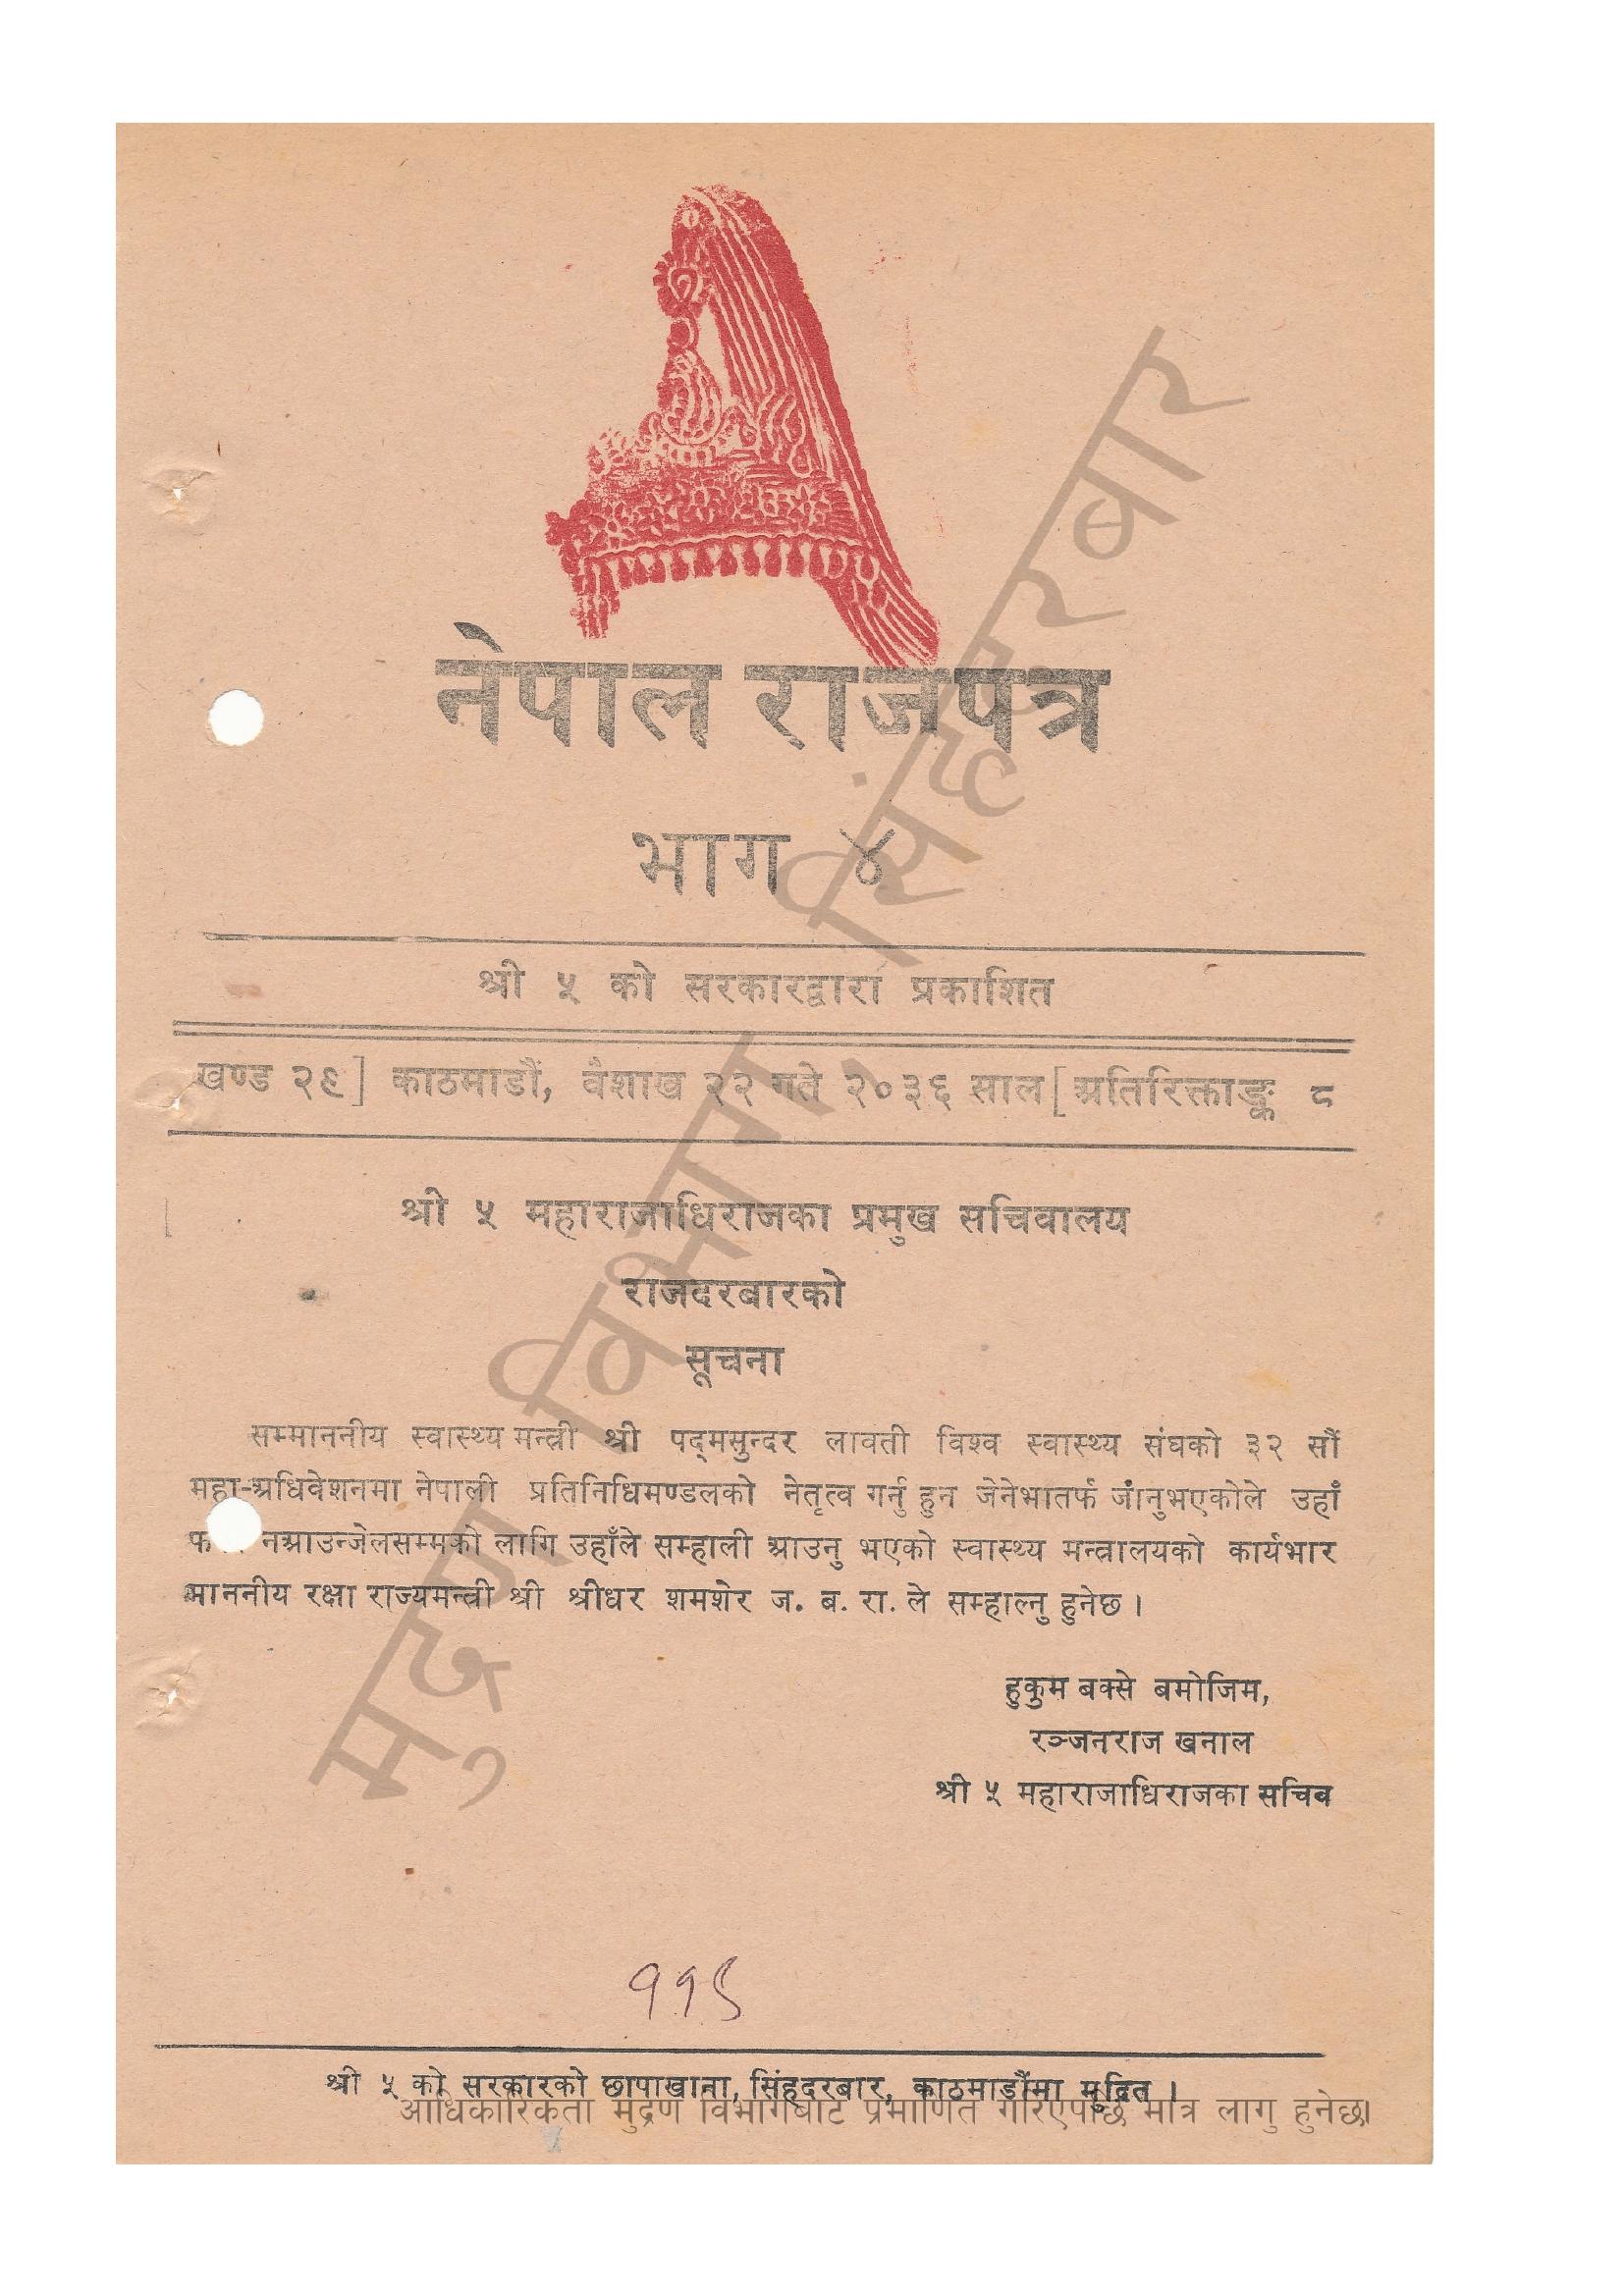 नेपाल राजपत्र
भाग ४
श्री ५ को सरकारद्वारा प्रकाशित
खण्ड २९] काठमाडौं, वैशाख २२ गते २०३६ साल [अतिरिक्ताङ्क ८
श्री ५ महाराजाधिराजका प्रमुख सचिवालय
राजदरबारको
सूचना
सम्माननीय स्वास्थ्य मन्त्री श्री पद्मसुन्दर लावती विश्व स्वास्थ्य संघको ३२ सौं
महा-अधिवेशनमा नेपाली प्रतिनिधिमण्डलको नेतृत्व गर्नु हुन जेनेभातर्फ जानुभएकोले उहाँ
नआउन्जेलसम्मको लागि उहाँले सम्हाली आउनु भएको स्वास्थ्य मन्त्रालयको कार्यभार
माननीय रक्षा राज्यमन्त्री श्री श्रीधर शमशेर ज. ब. रा. ले सम्हाल्नु हुनेछ ।
हुकुम बक्से बमोजिम,
रञ्जनराज खनाल
श्री ५ महाराजाधिराजका सचिव
११९
श्री ५ को सरकारको छापाखाना, सिंहदरबार, काठमाडौंमा मुद्रित ।
आधिकारिकता मुद्रण विभागबाट प्रमाणित गरिएपछि मात्र लागु हुनेछ।
मुद्रण विभाग, सिंहदरबार